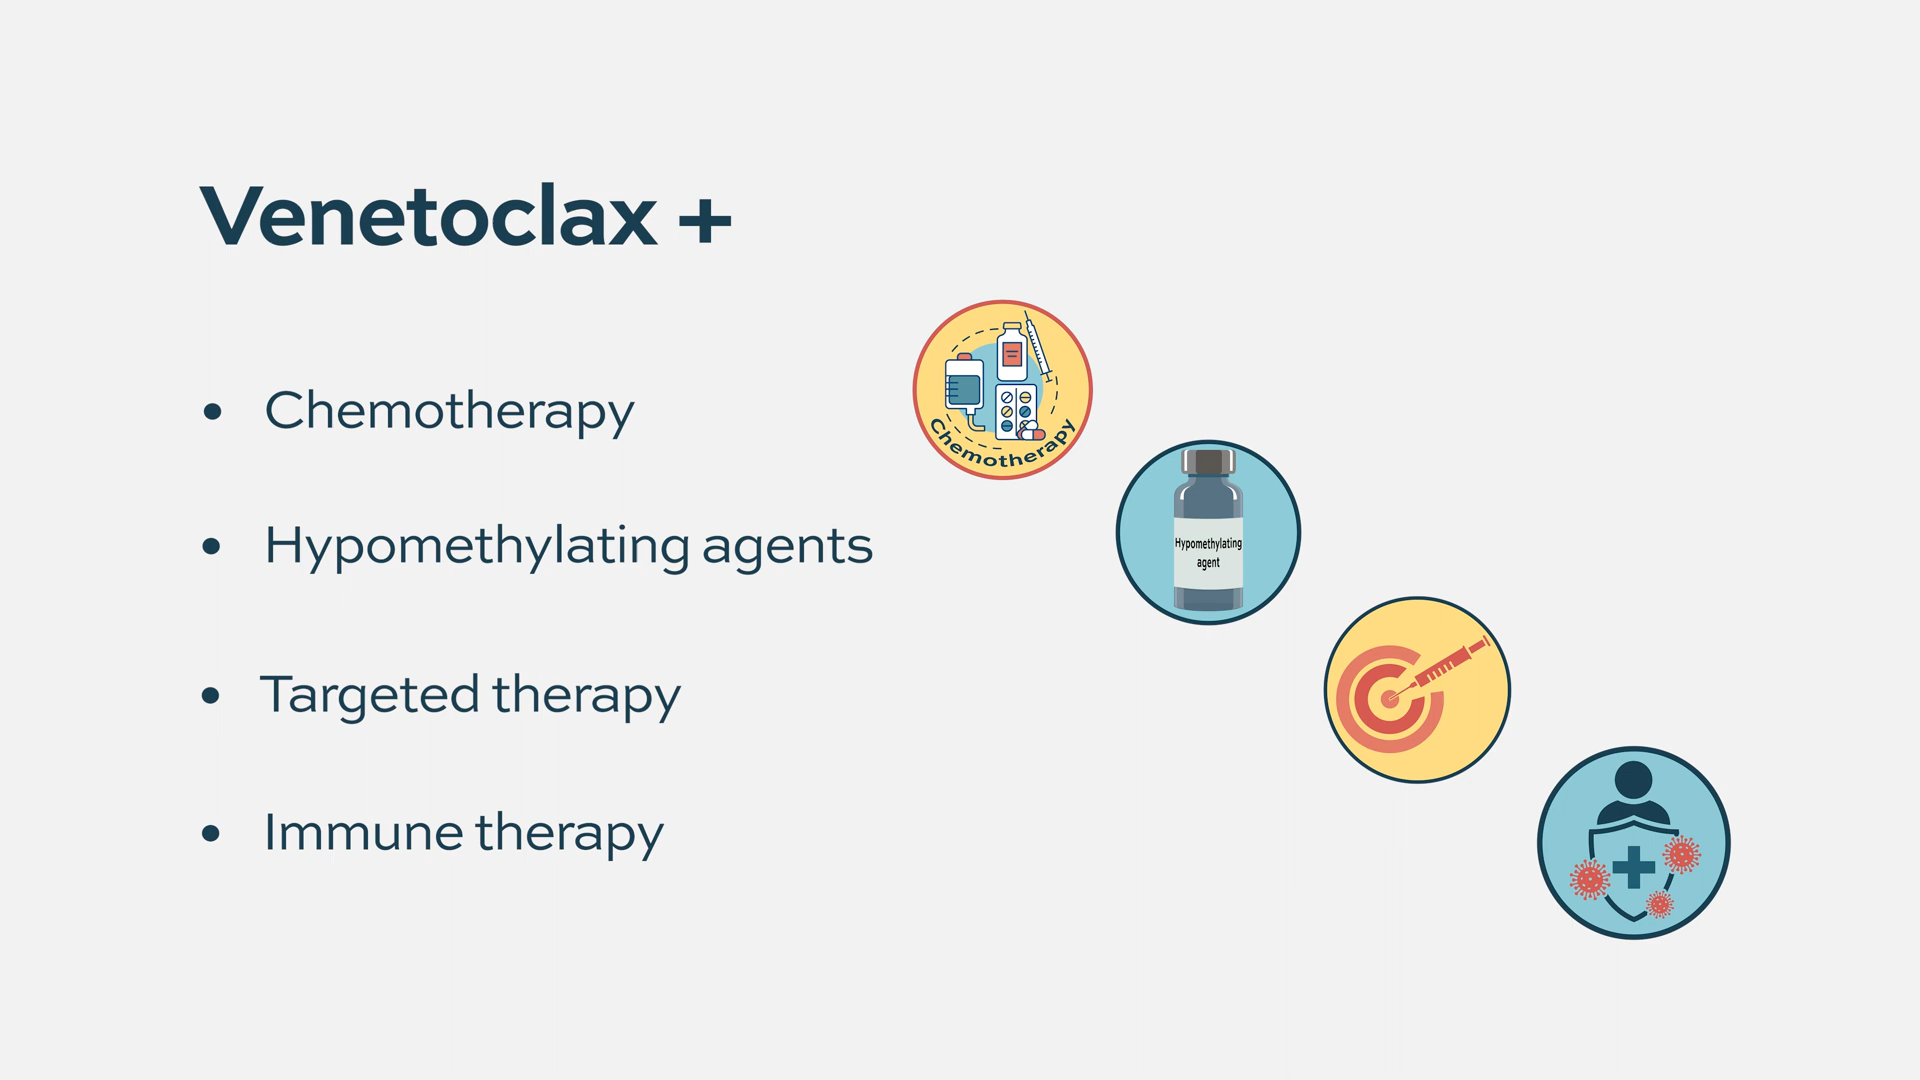 Venetoclax +
• Chemotherapy
• Hypomethylating agents
• Targeted therapy
• Immune therapy
Chemotherapy
Hypomethylating
agent